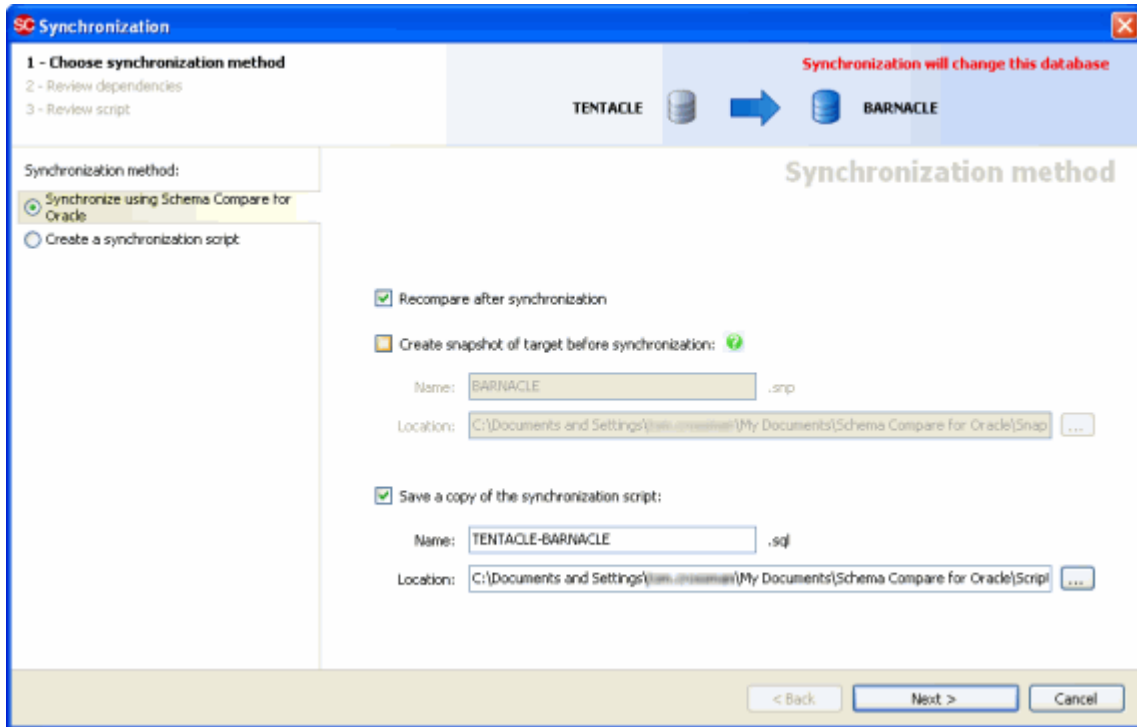 SC Synchronization
1 - Choose synchronization method
2 - Review dependencies
3 - Review script
Synchronization will change this database
TENTACLE
BARNACLE
Synchronization method:
Synchronize using Schema Compare for
Oracle
Create a synchronization script
Synchronization method
Recompare after synchronization
Create snapshot of target before synchronization: ?
Name: BARNACLE .snp
Location: C:\Documents and Settings\ \My Documents\Schema Compare for Oracle\Snap ...
Save a copy of the synchronization script:
Name: TENTACLE-BARNACLE .sql
Location: C:\Documents and Settings\ \My Documents\Schema Compare for Oracle\Script ...
< Back
Next >
Cancel